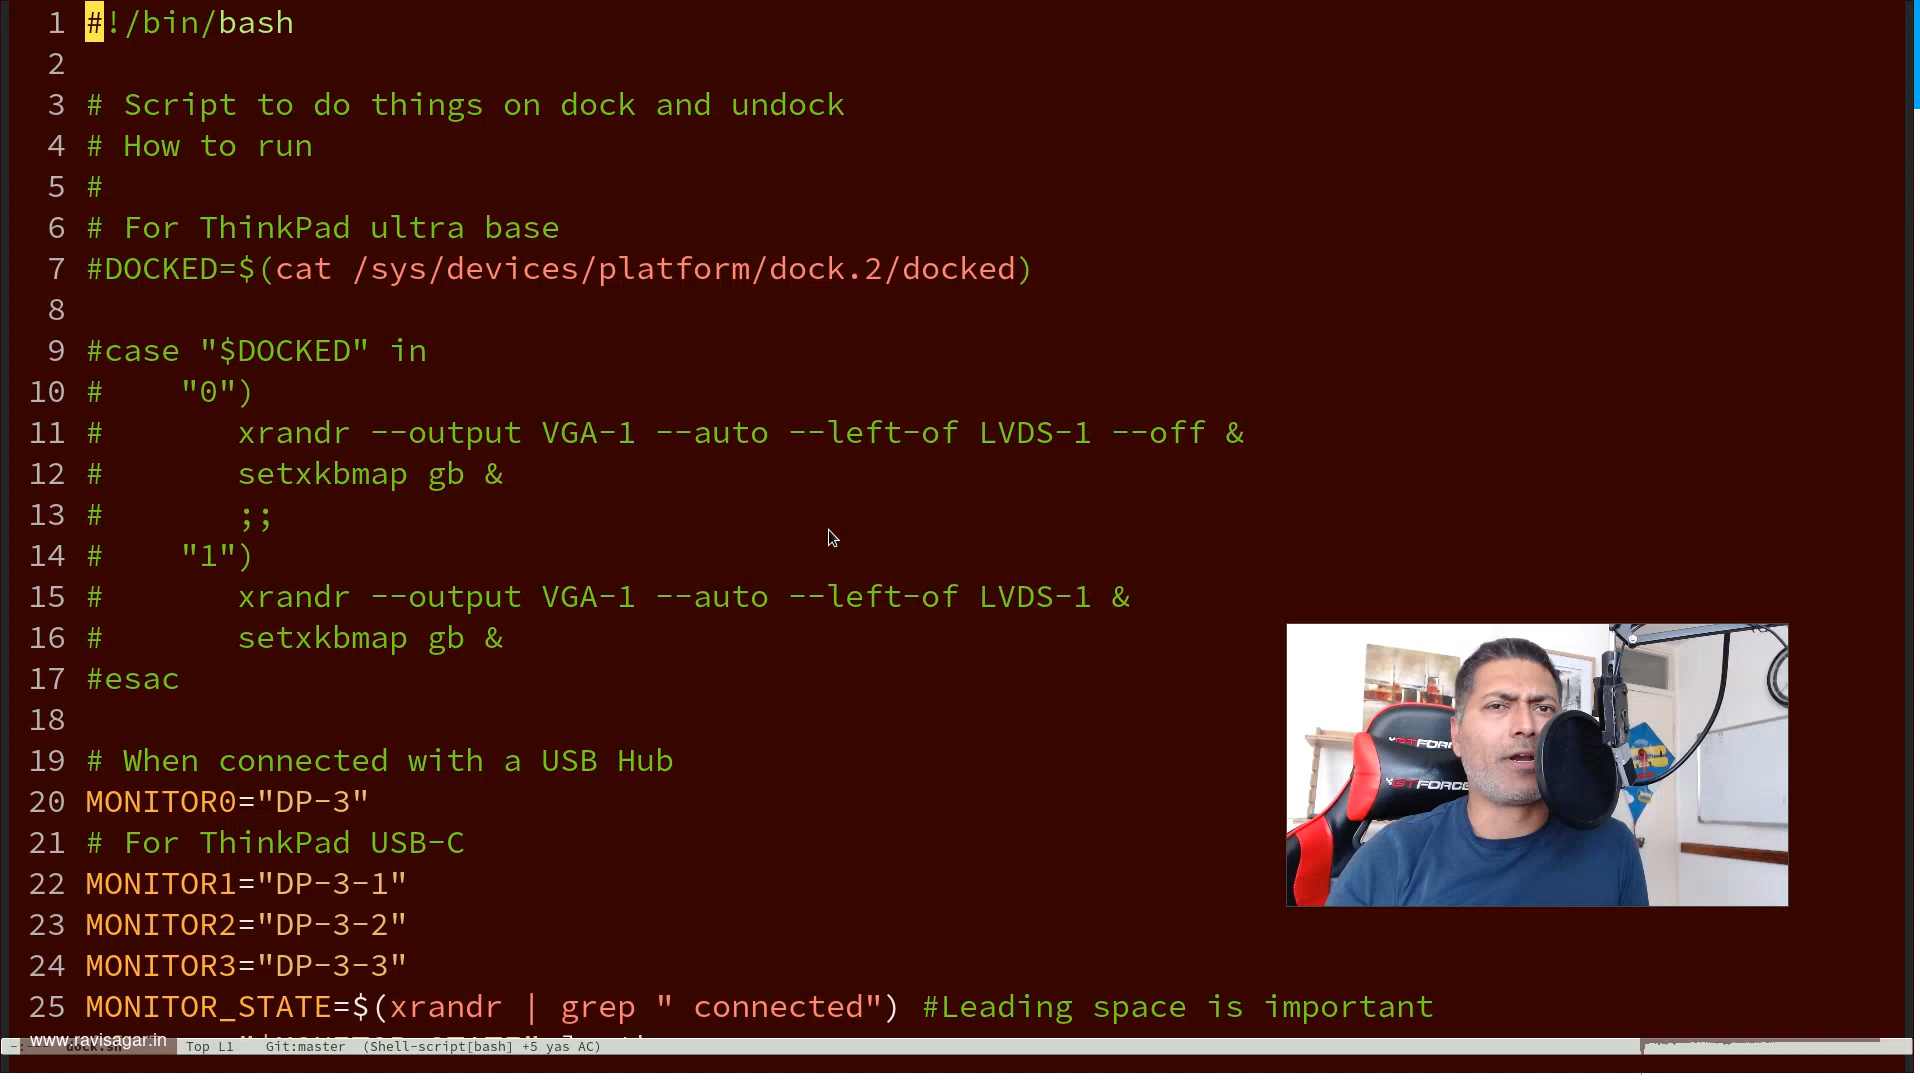 1 #!/bin/bash
2
3 # Script to do things on dock and undock
4 # How to run
5 #
6 # For ThinkPad ultra base
7 #DOCKED=$(cat /sys/devices/platform/dock.2/docked)
8
9 #case "$DOCKED" in
10 #    "0")
11 #       xrandr --output VGA-1 --auto --left-of LVDS-1 --off &
12 #       setxkbmap gb &
13 #       ;;
14 #    "1")
15 #       xrandr --output VGA-1 --auto --left-of LVDS-1 &
16 #       setxkbmap gb &
17 #esac
18
19 # When connected with a USB Hub
20 MONITOR0="DP-3"
21 # For ThinkPad USB-C
22 MONITOR1="DP-3-1"
23 MONITOR2="DP-3-2"
24 MONITOR3="DP-3-3"
25 MONITOR_STATE=$(xrandr | grep " connected") #Leading space is important
www.ravisagar.in
dock.sh Top L1 Git:master (Shell-script[bash] +5 yas AC)
GTFORCE